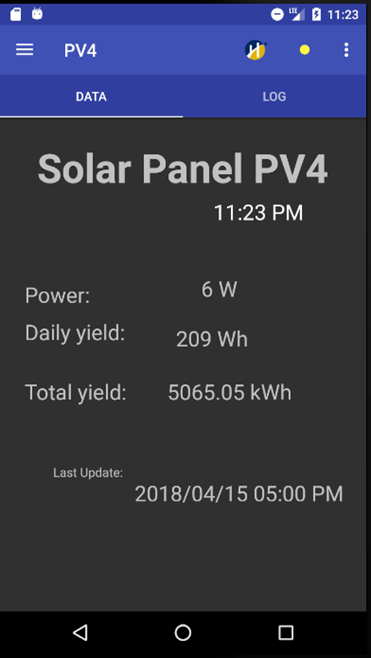 LTE 11:23
PV4
DATA LOG
Solar Panel PV4
11:23 PM
Power: 6 W
Daily yield: 209 Wh
Total yield: 5065.05 kWh
Last Update:
2018/04/15 05:00 PM